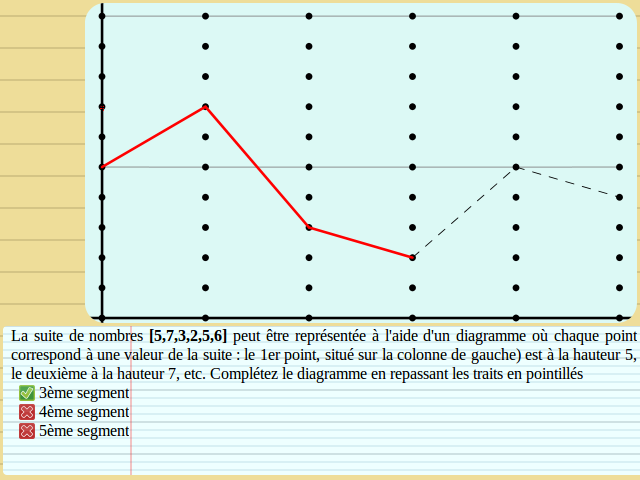 La suite de nombres [5,7,3,2,5,6] peut être représentée à l'aide d'un diagramme où chaque point
correspond à une valeur de la suite : le 1er point, situé sur la colonne de gauche) est à la hauteur 5,
le deuxième à la hauteur 7, etc. Complétez le diagramme en repassant les traits en pointillés
3ème segment
4ème segment
5ème segment